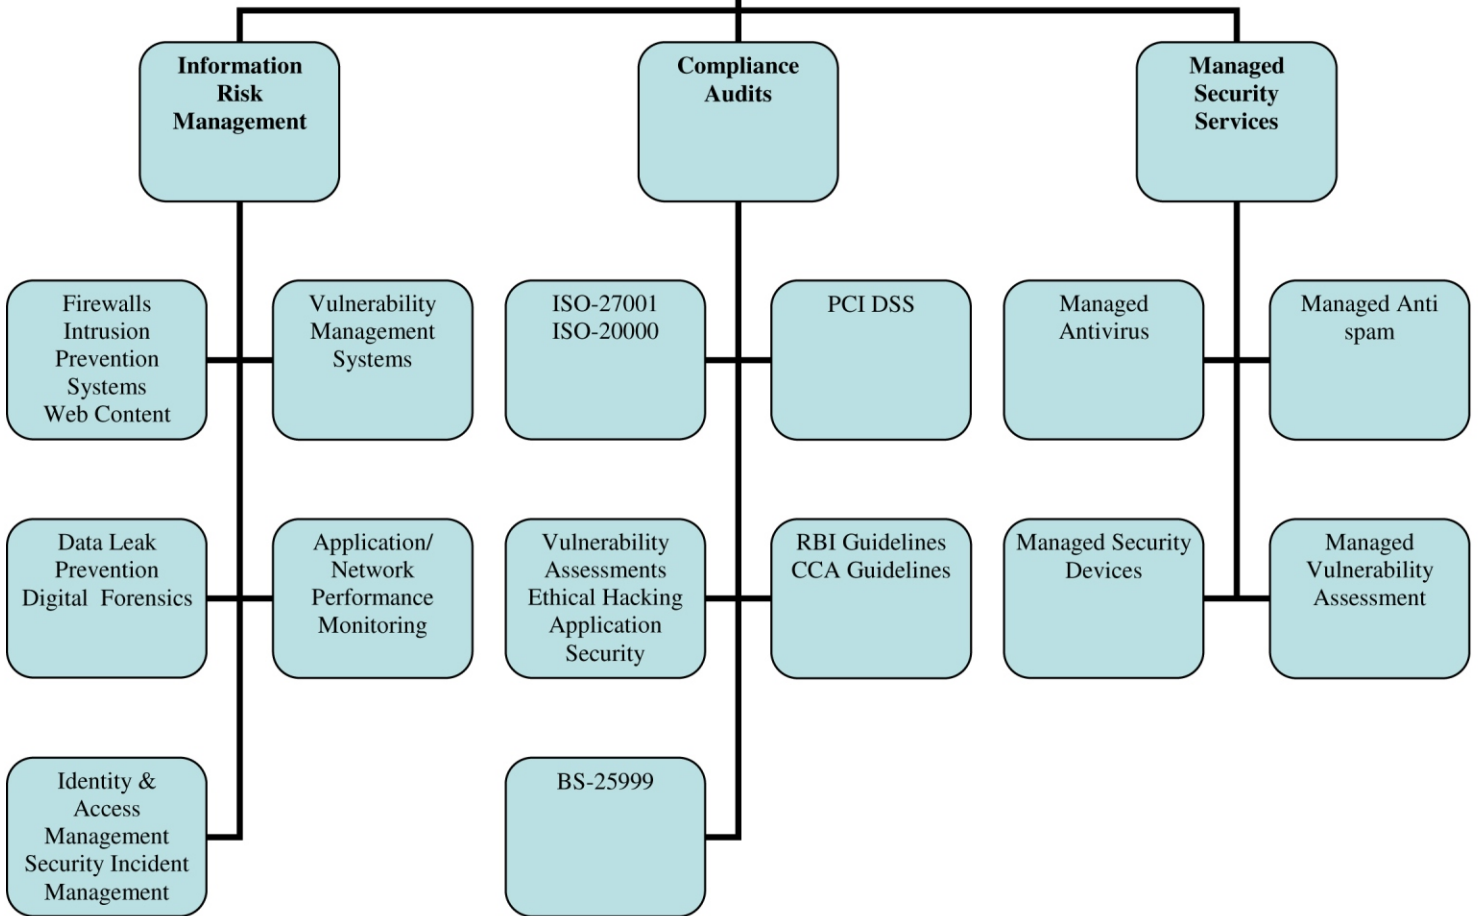 Information
Risk
Management
Compliance
Audits
Managed
Security
Services
Firewalls
Intrusion
Prevention
Systems
Web Content
Vulnerability
Management
Systems
ISO-27001
ISO-20000
PCI DSS
Managed
Antivirus
Managed Anti
spam
Data Leak
Prevention
Digital Forensics
Application/
Network
Performance
Monitoring
Vulnerability
Assessments
Ethical Hacking
Application
Security
RBI Guidelines
CCA Guidelines
Managed Security
Devices
Managed
Vulnerability
Assessment
Identity &
Access
Management
Security Incident
Management
BS-25999